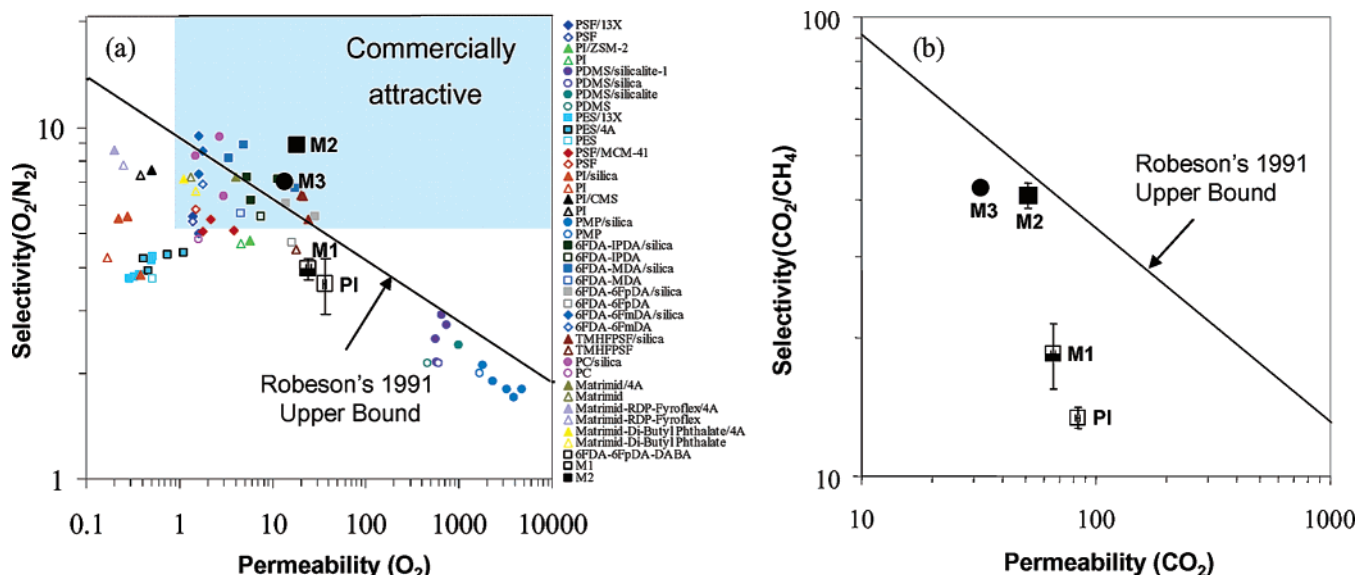 (a)
Commercially
attractive
10
M2
M3
M1
PI
Robeson's 1991
Upper Bound
1
0.1 1 10 100 1000 10000
Selectivity(O2/N2)
Permeability (O2)
PSF/13X
PSF
PI/ZSM-2
PI
PDMS/silicalite-1
PDMS/silica
PDMS/silicalite
PDMS
PES/13X
PES/4A
PES
PSF/MCM-41
PSF
PI/silica
PI
PI/CMS
PI
PMP/silica
PMP
6FDA-IPDA/silica
6FDA-IPDA
6FDA-MDA/silica
6FDA-MDA
6FDA-6FpDA/silica
6FDA-6FpDA
6FDA-6FmDA/silica
6FDA-6FmDA
TMHFPSF/silica
TMHFPSF
PC/silica
PC
Matrimid/4A
Matrimid
Matrimid-RDP-Fyroflex/4A
Matrimid-RDP-Fyroflex
Matrimid-Di-Butyl Phthalate/4A
Matrimid-Di-Butyl Phthalate
6FDA-6FpDA-DABA
M1
M2
100
(b)
Robeson's 1991
Upper Bound
M3
M2
M1
PI
10
10 100 1000
Selectivity(CO2/CH4)
Permeability (CO2)